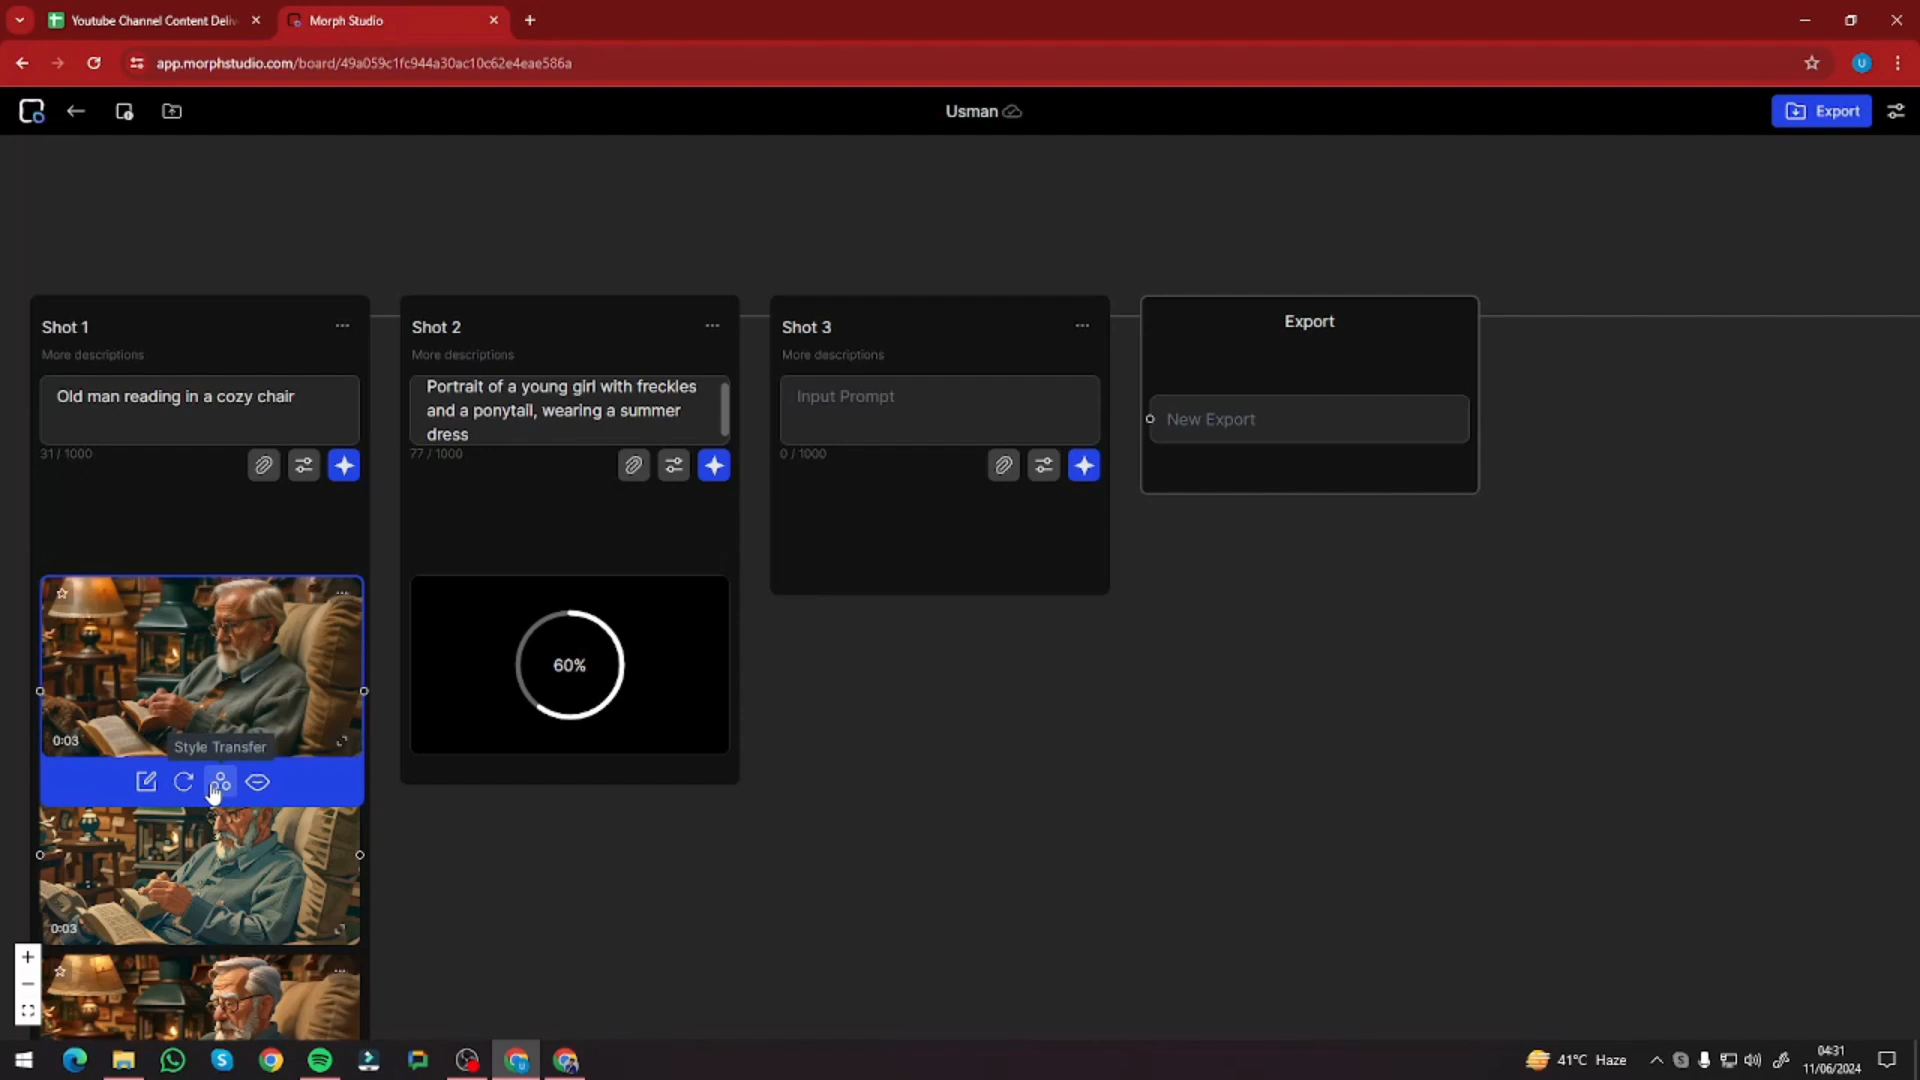 Youtube Channel Content Deliv
Morph Studio
app.morphstudio.com/board/49a059c1fc944a30ac10c62e4eae586a
Usman
Export
Shot 1
More descriptions
Old man reading in a cozy chair
31 / 1000
Shot 2
More descriptions
Portrait of a young girl with freckles
and a ponytail, wearing a summer
dress
77 / 1000
Shot 3
More descriptions
Input Prompt
0 / 1000
Export
New Export
0:03
Style Transfer
60%
0:03
41°C Haze
04:31
11/06/2024